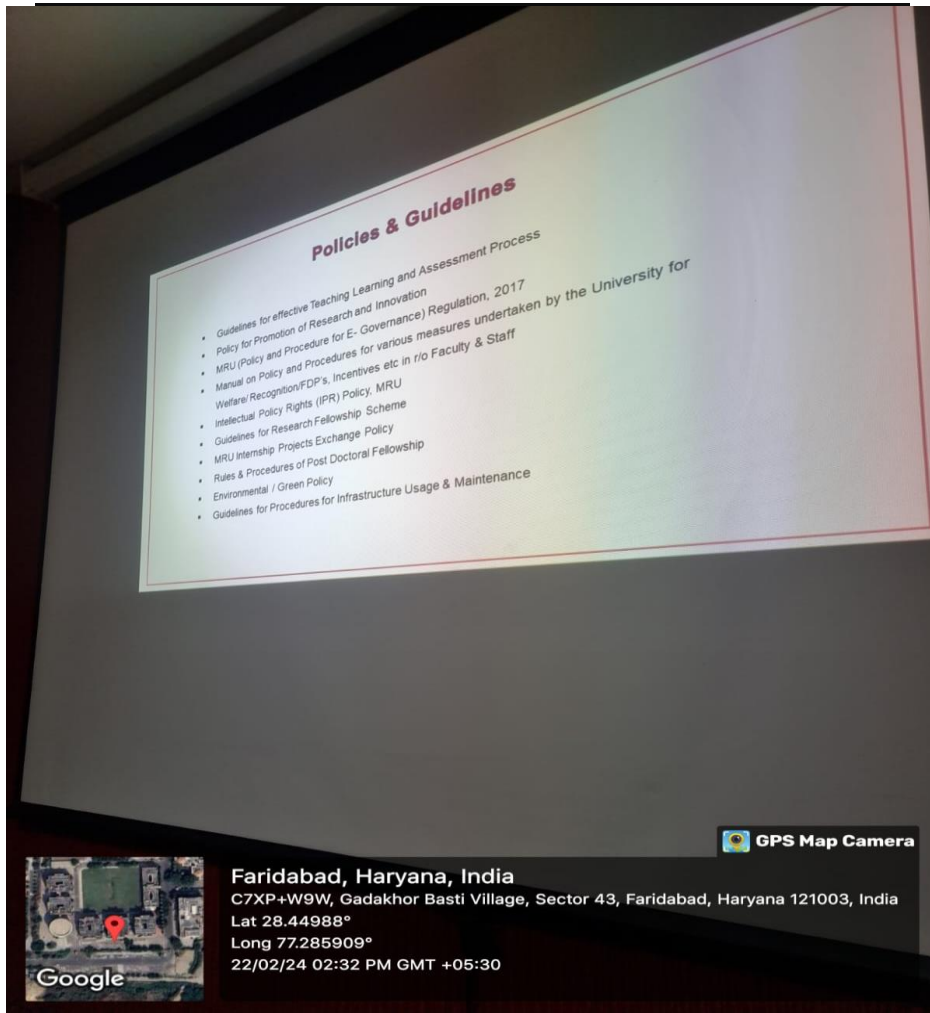 Policies & Guidelines
• Guidelines for effective Teaching Learning and Assessment Process
• Policy for Promotion of Research and Innovation
• MRU (Policy and Procedure for E- Governance) Regulation, 2017
• Manual on Policy and Procedures for various measures undertaken by the University for
Welfare/Recognition/FDP's, Incentives etc in r/o Faculty & Staff
• Intellectual Policy Rights (IPR) Policy, MRU
• Guidelines for Research Fellowship Scheme
• MRU Internship Projects Exchange Policy
• Rules & Procedures of Post Doctoral Fellowship
• Environmental / Green Policy
• Guidelines for Procedures for Infrastructure Usage & Maintenance
GPS Map Camera
Faridabad, Haryana, India
C7XP+W9W, Gadakhor Basti Village, Sector 43, Faridabad, Haryana 121003, India
Lat 28.44988°
Long 77.285909°
22/02/24 02:32 PM GMT +05:30
Google